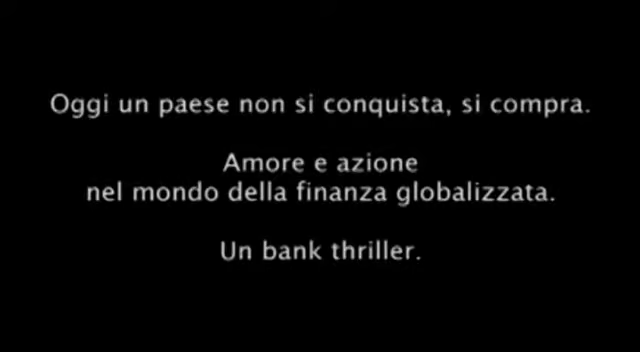 Oggi un paese non si conquista, si compra.
Amore e azione
nel mondo della finanza globalizzata.
Un bank thriller.